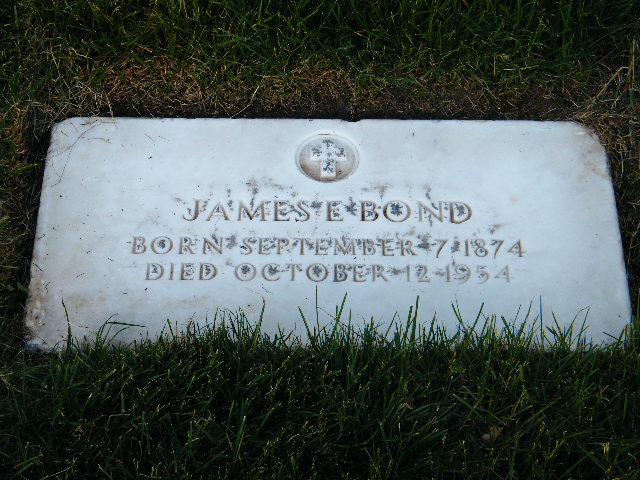 JAMES E BOND
BORN SEPTEMBER 7 1874
DIED OCTOBER 12 1954